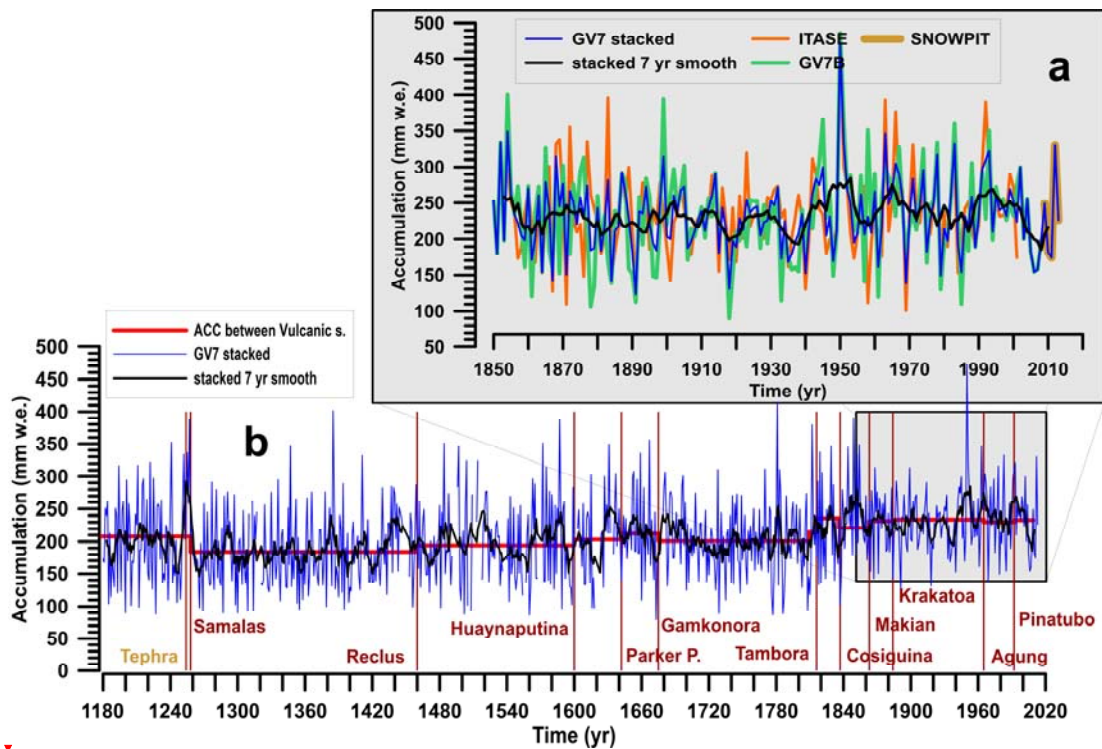 GV7 stacked
ITASE
SNOWPIT
stacked 7 yr smooth
GV7B
a
Accumulation (mm w.e.)
500
450
400
350
300
250
200
150
100
50
1850 1870 1890 1910 1930 1950 1970 1990 2010
Time (yr)
ACC between Vulcanic s.
GV7 stacked
stacked 7 yr smooth
b
Accumulation (mm w.e.)
500
450
400
350
300
250
200
150
100
50
0
Krakatoa
Samalas
Huaynaputina
Gamkonora
Makian
Pinatubo
Tephra
Reclus
Parker P.
Tambora
Cosiguina
Agung
1180 1240 1300 1360 1420 1480 1540 1600 1660 1720 1780 1840 1900 1960 2020
Time (yr)